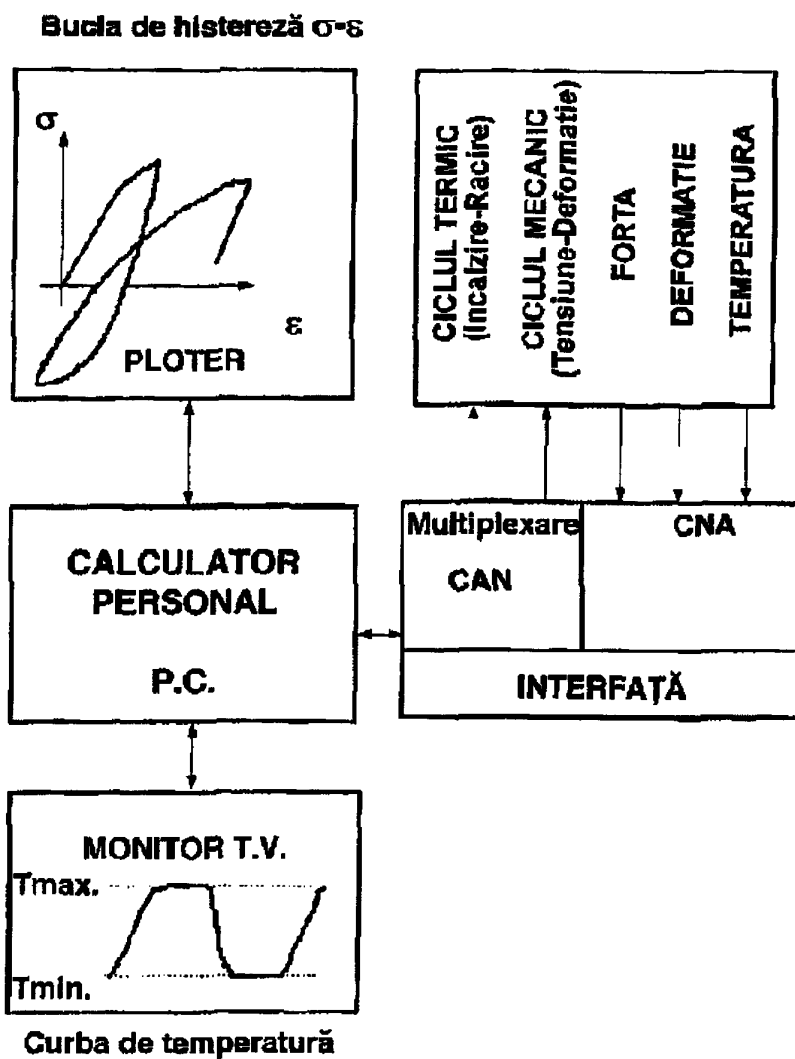 Bucla de histereză σ-ε
σ
ε
PLOTER
CICLUL TERMIC
(Incalzire-Racire)
CICLUL MECANIC
(Tensiune-Deformatie)
FORTA
DEFORMATIE
TEMPERATURA
CALCULATOR
PERSONAL
P.C.
Multiplexare
CAN
CNA
INTERFAȚĂ
MONITOR T.V.
Tmax.
Tmin.
Curba de temperatură